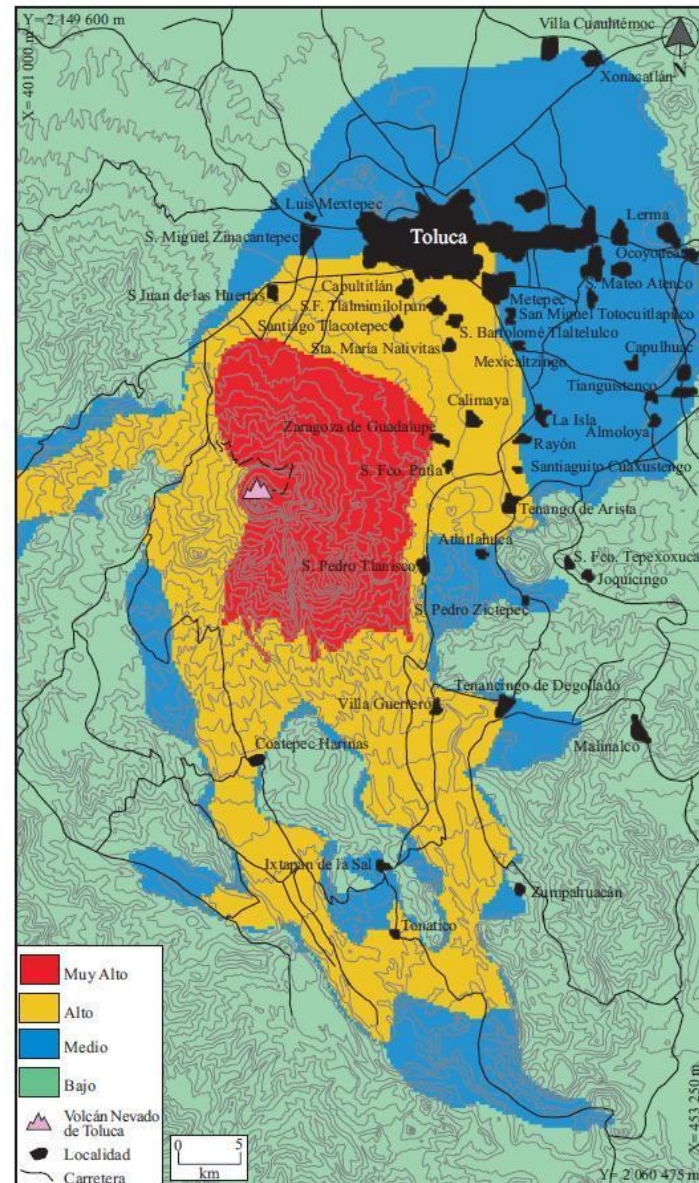 Y= 2 149 600 m
X= 401 000 m
Villa Cuauhtémoc
N
Xonacatlán
S. Luis Mextepec
Lerma
S. Miguel Zinacantepec
Toluca
Ocoyoacac
Capultitlán
S. Mateo Atenco
S Juan de las Huertas
Metepec
S.F. Tlalmimilolpan
San Miguel Totocuitlapilco
Santiago Tlacotepec
S. Bartolomé Tlaltelulco
Sta. María Nativitas
Mexicaltzingo
Capulhuac
Tianguistenco
Calimaya
La Isla
Almoloya
Zaragoza de Guadalupe
Rayón
S. Fco. Putla
Santiaguito Cuaxustengo
Tenango de Arista
Atlatlahuca
S. Fco. Tepexoxuca
S. Pedro Tlanisco
Joquicingo
S. Pedro Zictepec
Tenancingo de Degollado
Villa Guerrero
Coatepec Harinas
Malinalco
Ixtapan de la Sal
Zumpahuacán
Tonatico
Muy Alto
Alto
Medio
Bajo
Volcán Nevado
de Toluca
Localidad
Carretera
0 5
km
X= 453 250 m
Y= 2 060 475 m